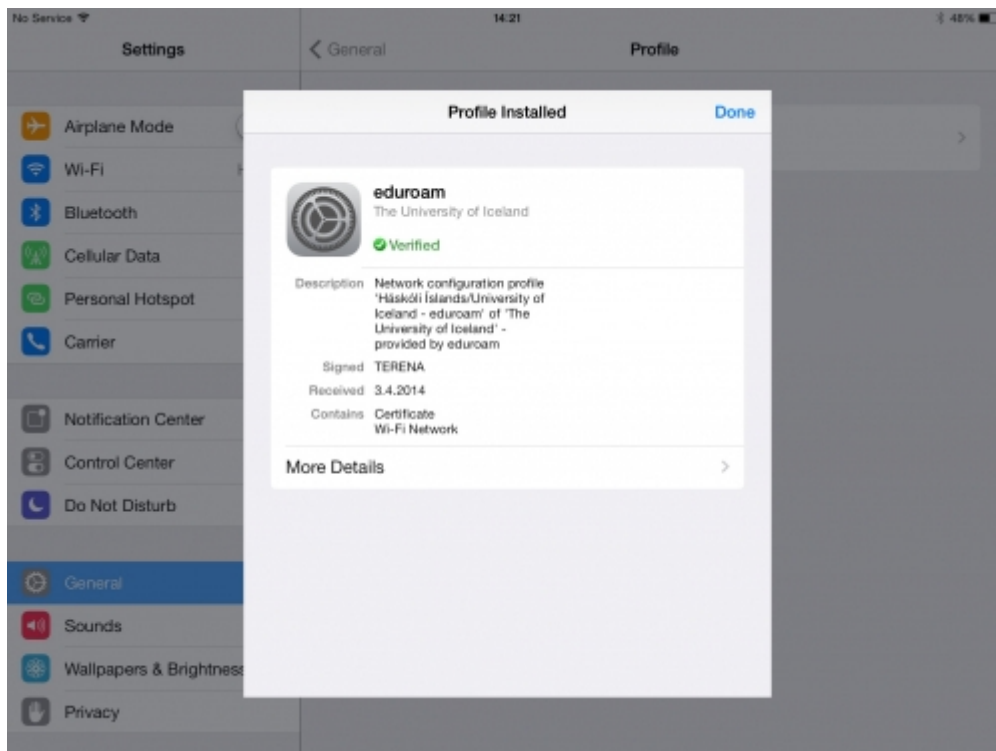 No Service
14:21
48%
Settings
General
Profile
Airplane Mode
Wi-Fi
Bluetooth
Cellular Data
Personal Hotspot
Carrier
Notification Center
Control Center
Do Not Disturb
General
Sounds
Wallpapers & Brightness
Privacy
Profile Installed
Done
eduroam
The University of Iceland
Verified
Description Network configuration profile
'Háskóli Íslands/University of
Iceland - eduroam' of 'The
University of Iceland' -
provided by eduroam
Signed TERENA
Received 3.4.2014
Contains Certificate
Wi-Fi Network
More Details